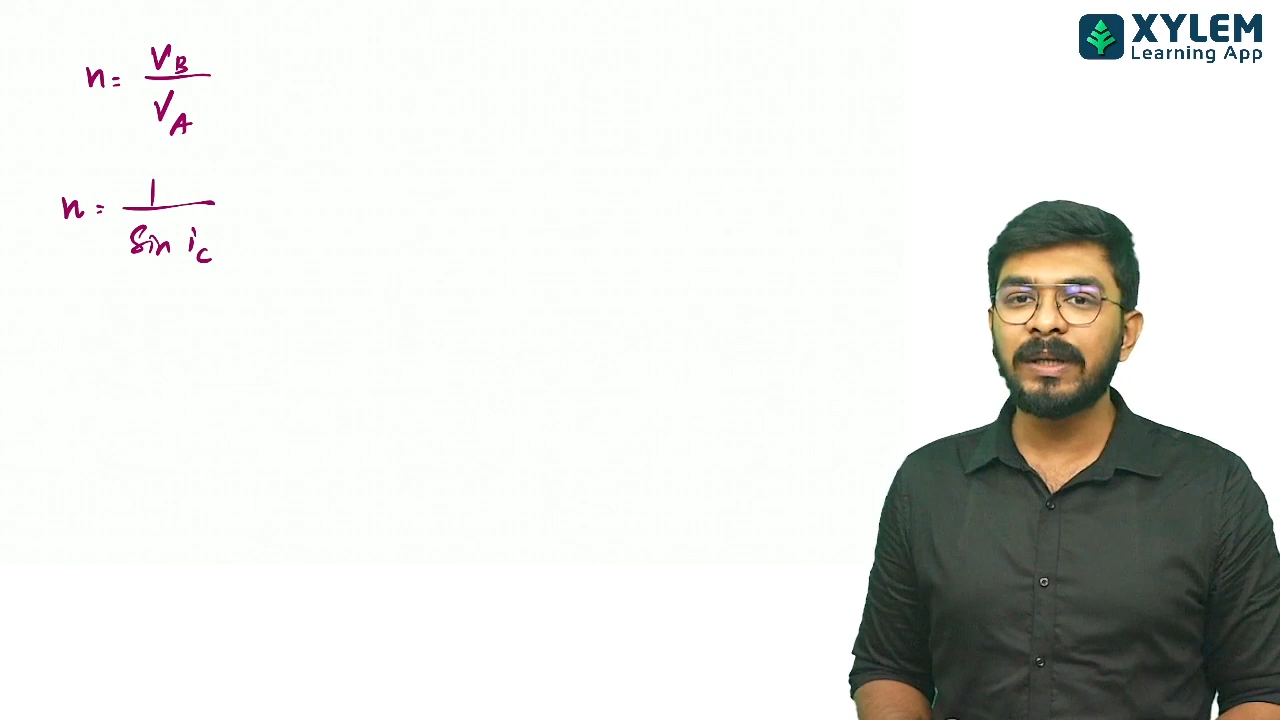 XYLEM
Learning App
n = V_B / V_A
n = 1 / Sin i_c